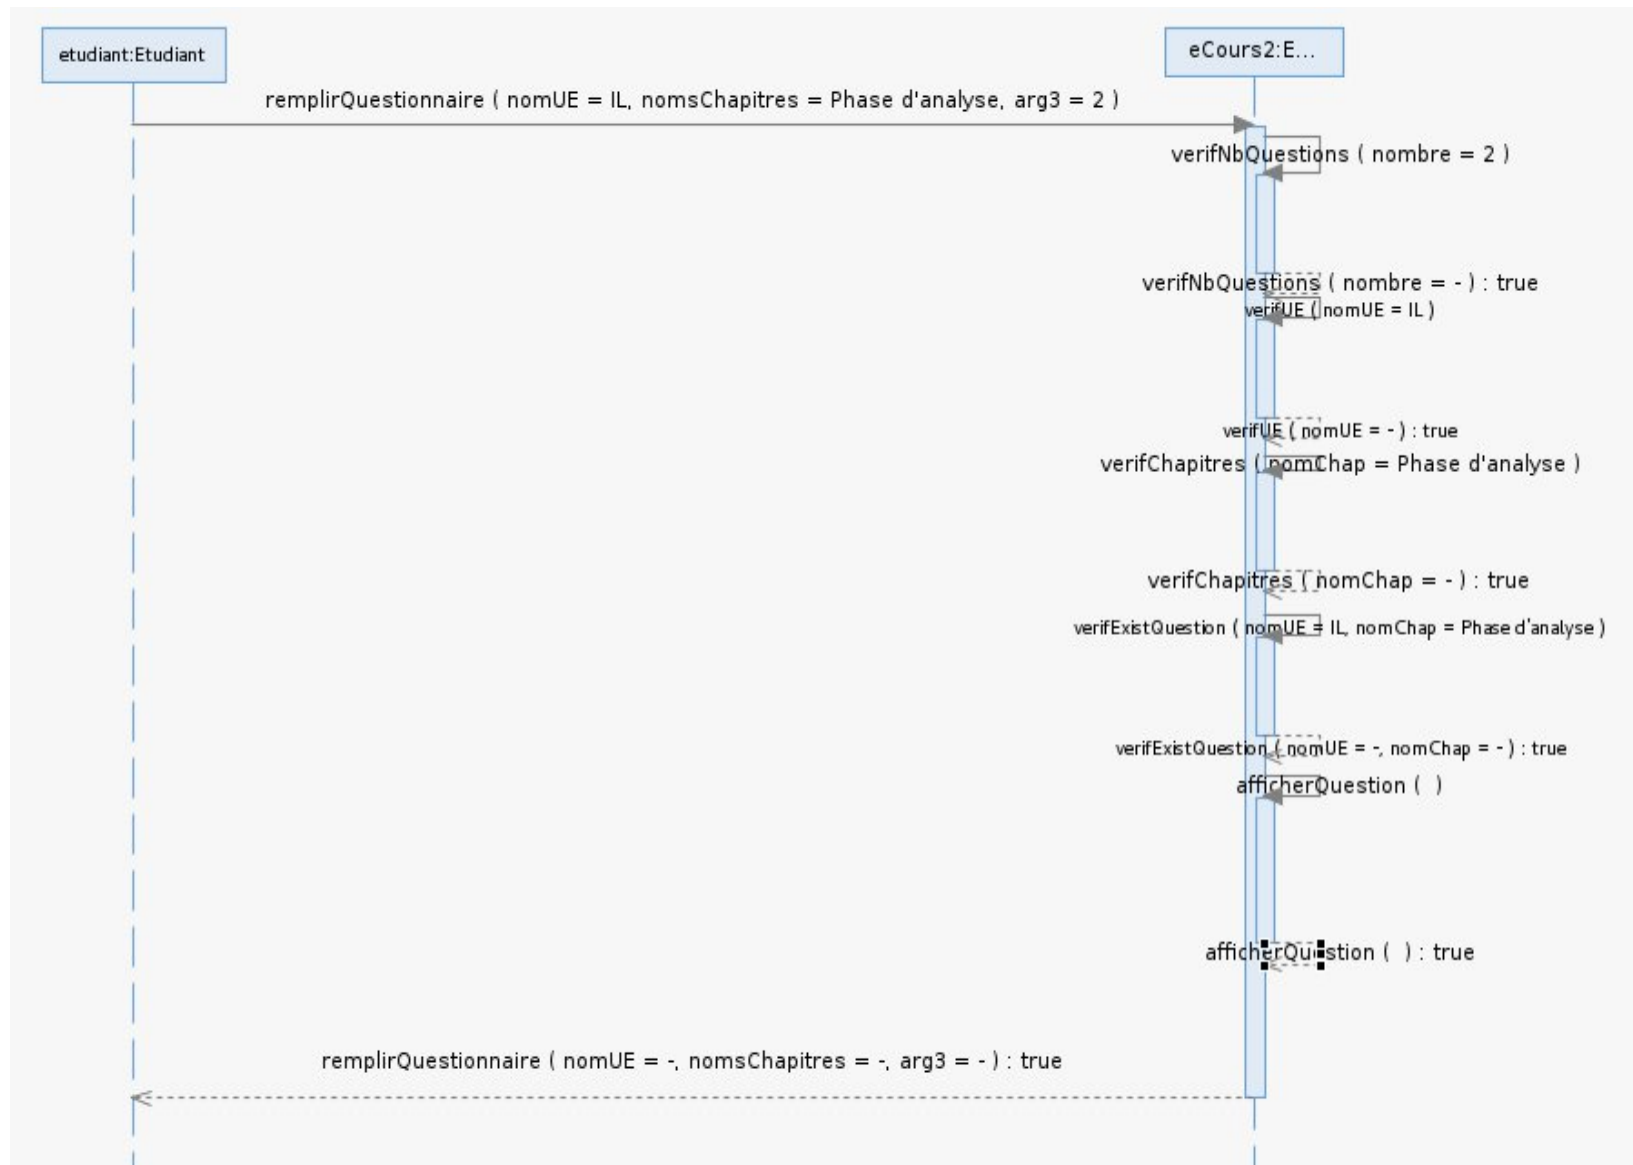 etudiant:Etudiant
eCours2:E...
remplirQuestionnaire ( nomUE = IL, nomsChapitres = Phase d'analyse, arg3 = 2 )
verifNbQuestions ( nombre = 2 )
verifNbQuestions ( nombre = - ) : true
verifUE ( nomUE = IL )
verifUE ( nomUE = - ) : true
verifChapitres ( nomChap = Phase d'analyse )
verifChapitres ( nomChap = - ) : true
verifExistQuestion ( nomUE = IL, nomChap = Phase d'analyse )
verifExistQuestion ( nomUE = -, nomChap = - ) : true
afficherQuestion (  )
afficherQuestion (  ) : true
remplirQuestionnaire ( nomUE = -, nomsChapitres = -, arg3 = - ) : true